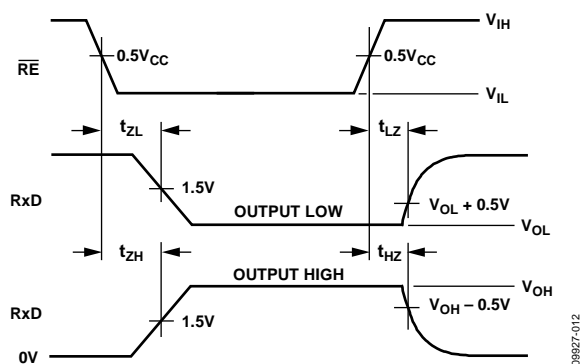 VIH
0.5VCC
0.5VCC
RE
VIL
tZL
tLZ
1.5V
RxD
OUTPUT LOW
VOL + 0.5V
VOL
tZH
tHZ
OUTPUT HIGH
VOH
VOH – 0.5V
RxD
1.5V
0V
09927-012